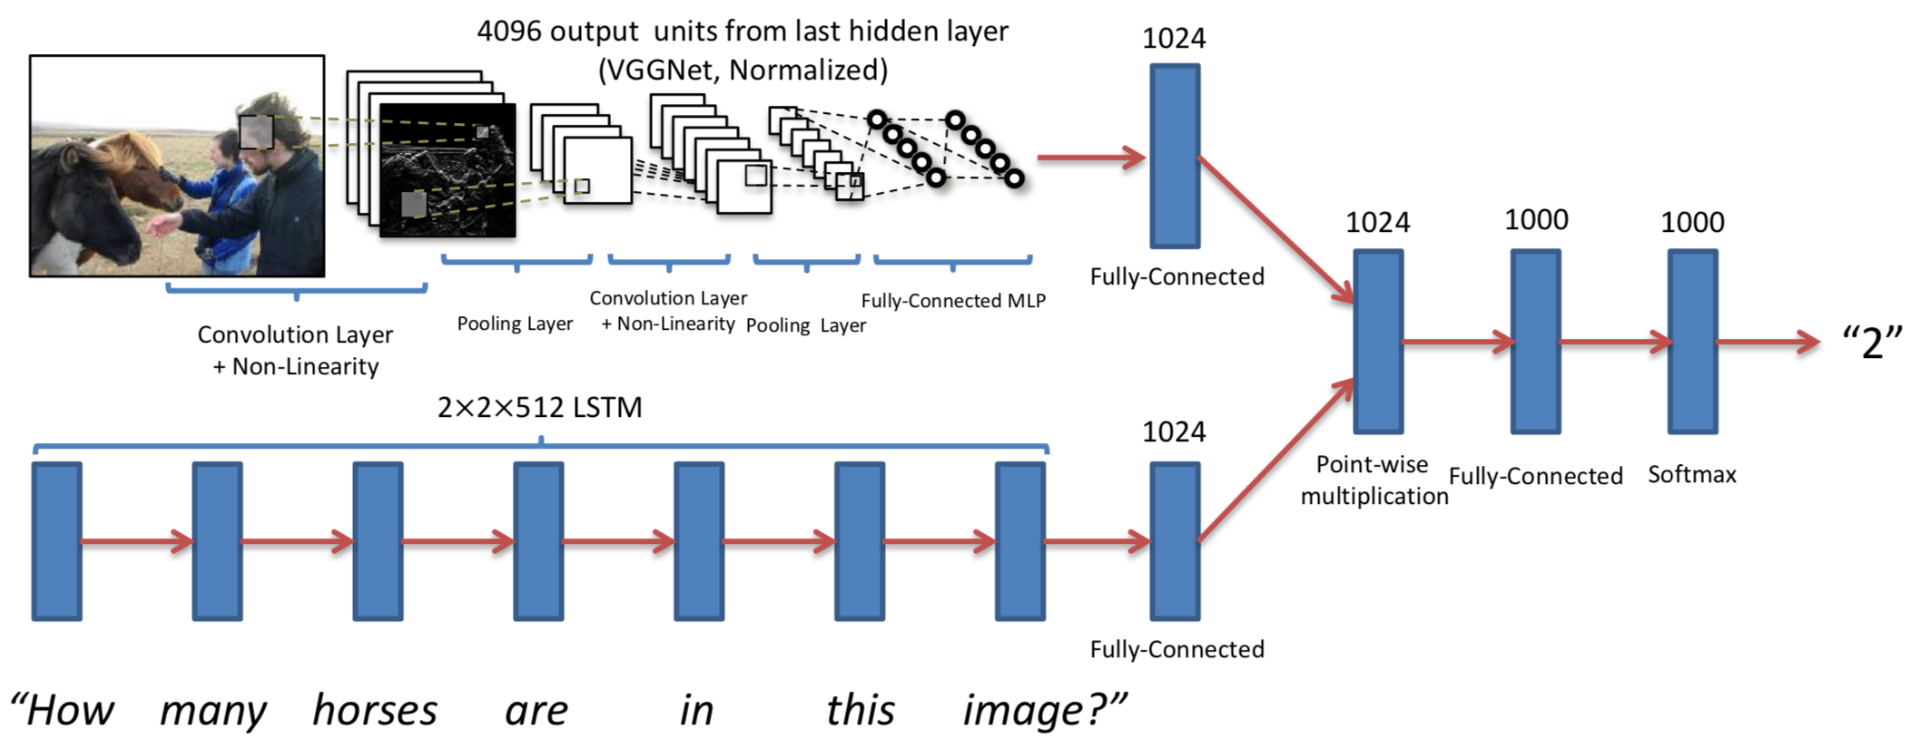 4096 output units from last hidden layer
(VGGNet, Normalized)
1024
Convolution Layer
+ Non-Linearity
Pooling Layer
Convolution Layer
+ Non-Linearity
Pooling Layer
Fully-Connected MLP
Fully-Connected
2×2×512 LSTM
1024
Fully-Connected
1024
Point-wise
multiplication
1000
Fully-Connected
1000
Softmax
“2”
“How many horses are in this image?”